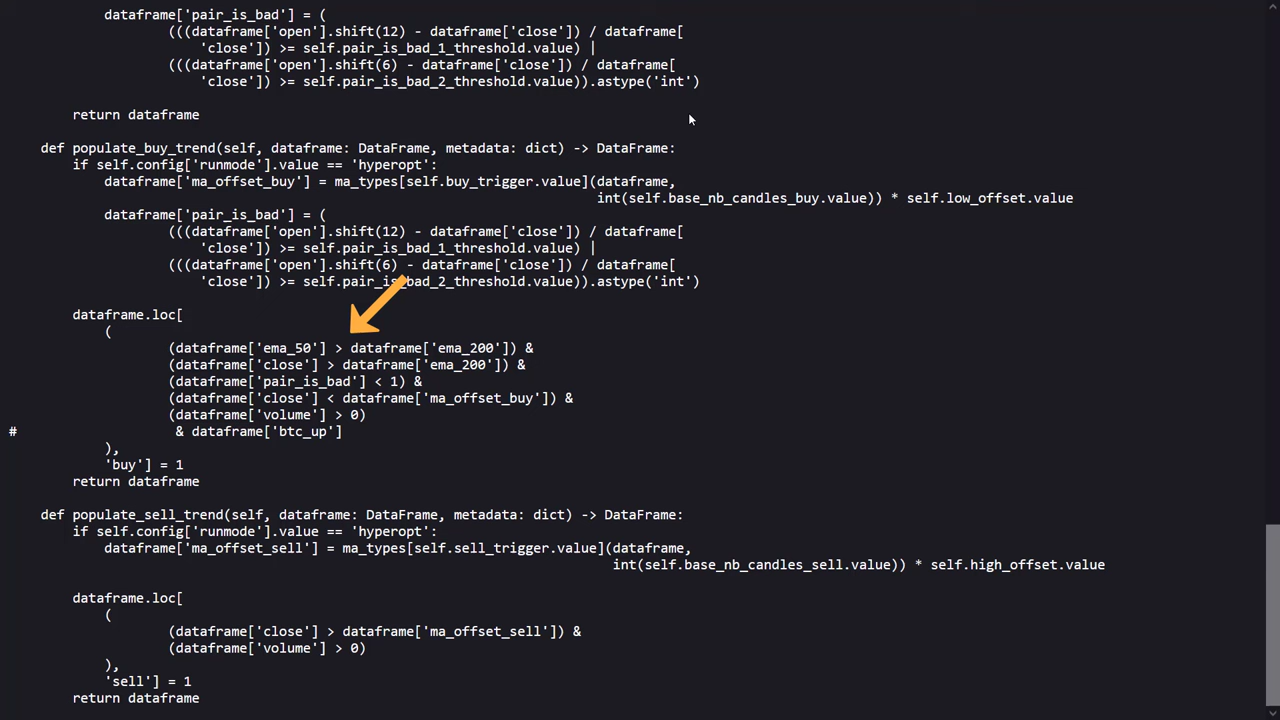 dataframe['pair_is_bad'] = (
(((dataframe['open'].shift(12) - dataframe['close']) / dataframe[
'close']) >= self.pair_is_bad_1_threshold.value) |
(((dataframe['open'].shift(6) - dataframe['close']) / dataframe[
'close']) >= self.pair_is_bad_2_threshold.value)).astype('int')
return dataframe
def populate_buy_trend(self, dataframe: DataFrame, metadata: dict) -> DataFrame:
if self.config['runmode'].value == 'hyperopt':
dataframe['ma_offset_buy'] = ma_types[self.buy_trigger.value](dataframe,
int(self.base_nb_candles_buy.value)) * self.low_offset.value
dataframe['pair_is_bad'] = (
(((dataframe['open'].shift(12) - dataframe['close']) / dataframe[
'close']) >= self.pair_is_bad_1_threshold.value) |
(((dataframe['open'].shift(6) - dataframe['close']) / dataframe[
'close']) >= self.pair_is_bad_2_threshold.value)).astype('int')
dataframe.loc[
(
(dataframe['ema_50'] > dataframe['ema_200']) &
(dataframe['close'] > dataframe['ema_200']) &
(dataframe['pair_is_bad'] < 1) &
(dataframe['close'] < dataframe['ma_offset_buy']) &
(dataframe['volume'] > 0)
# & dataframe['btc_up']
),
'buy'] = 1
return dataframe
def populate_sell_trend(self, dataframe: DataFrame, metadata: dict) -> DataFrame:
if self.config['runmode'].value == 'hyperopt':
dataframe['ma_offset_sell'] = ma_types[self.sell_trigger.value](dataframe,
int(self.base_nb_candles_sell.value)) * self.high_offset.value
dataframe.loc[
(
(dataframe['close'] > dataframe['ma_offset_sell']) &
(dataframe['volume'] > 0)
),
'sell'] = 1
return dataframe